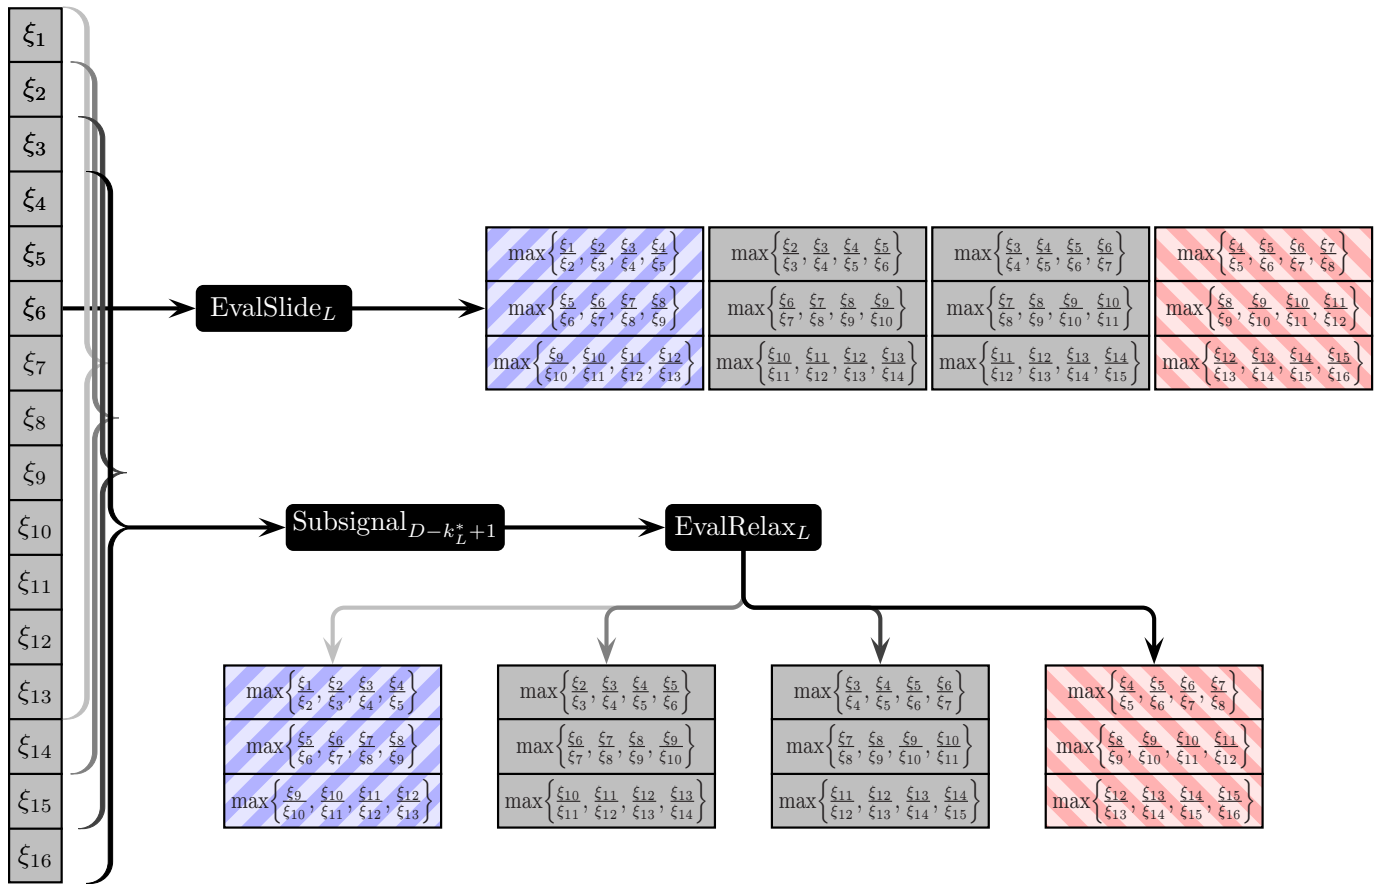 ξ₁
ξ₂
ξ₃
ξ₄
ξ₅
ξ₆
ξ₇
ξ₈
ξ₉
ξ₁₀
ξ₁₁
ξ₁₂
ξ₁₃
ξ₁₄
ξ₁₅
ξ₁₆
EvalSlide_L
max{ξ₁/ξ₂, ξ₂/ξ₃, ξ₃/ξ₄, ξ₄/ξ₅} max{ξ₂/ξ₃, ξ₃/ξ₄, ξ₄/ξ₅, ξ₅/ξ₆} max{ξ₃/ξ₄, ξ₄/ξ₅, ξ₅/ξ₆, ξ₆/ξ₇} max{ξ₄/ξ₅, ξ₅/ξ₆, ξ₆/ξ₇, ξ₇/ξ₈}
max{ξ₅/ξ₆, ξ₆/ξ₇, ξ₇/ξ₈, ξ₈/ξ₉} max{ξ₆/ξ₇, ξ₇/ξ₈, ξ₈/ξ₉, ξ₉/ξ₁₀} max{ξ₇/ξ₈, ξ₈/ξ₉, ξ₉/ξ₁₀, ξ₁₀/ξ₁₁} max{ξ₈/ξ₉, ξ₉/ξ₁₀, ξ₁₀/ξ₁₁, ξ₁₁/ξ₁₂}
max{ξ₉/ξ₁₀, ξ₁₀/ξ₁₁, ξ₁₁/ξ₁₂, ξ₁₂/ξ₁₃} max{ξ₁₀/ξ₁₁, ξ₁₁/ξ₁₂, ξ₁₂/ξ₁₃, ξ₁₃/ξ₁₄} max{ξ₁₁/ξ₁₂, ξ₁₂/ξ₁₃, ξ₁₃/ξ₁₄, ξ₁₄/ξ₁₅} max{ξ₁₂/ξ₁₃, ξ₁₃/ξ₁₄, ξ₁₄/ξ₁₅, ξ₁₅/ξ₁₆}
Subsignal_{D−k*_L+1} EvalRelax_L
max{ξ₁/ξ₂, ξ₂/ξ₃, ξ₃/ξ₄, ξ₄/ξ₅} max{ξ₂/ξ₃, ξ₃/ξ₄, ξ₄/ξ₅, ξ₅/ξ₆} max{ξ₃/ξ₄, ξ₄/ξ₅, ξ₅/ξ₆, ξ₆/ξ₇} max{ξ₄/ξ₅, ξ₅/ξ₆, ξ₆/ξ₇, ξ₇/ξ₈}
max{ξ₅/ξ₆, ξ₆/ξ₇, ξ₇/ξ₈, ξ₈/ξ₉} max{ξ₆/ξ₇, ξ₇/ξ₈, ξ₈/ξ₉, ξ₉/ξ₁₀} max{ξ₇/ξ₈, ξ₈/ξ₉, ξ₉/ξ₁₀, ξ₁₀/ξ₁₁} max{ξ₈/ξ₉, ξ₉/ξ₁₀, ξ₁₀/ξ₁₁, ξ₁₁/ξ₁₂}
max{ξ₉/ξ₁₀, ξ₁₀/ξ₁₁, ξ₁₁/ξ₁₂, ξ₁₂/ξ₁₃} max{ξ₁₀/ξ₁₁, ξ₁₁/ξ₁₂, ξ₁₂/ξ₁₃, ξ₁₃/ξ₁₄} max{ξ₁₁/ξ₁₂, ξ₁₂/ξ₁₃, ξ₁₃/ξ₁₄, ξ₁₄/ξ₁₅} max{ξ₁₂/ξ₁₃, ξ₁₃/ξ₁₄, ξ₁₄/ξ₁₅, ξ₁₅/ξ₁₆}